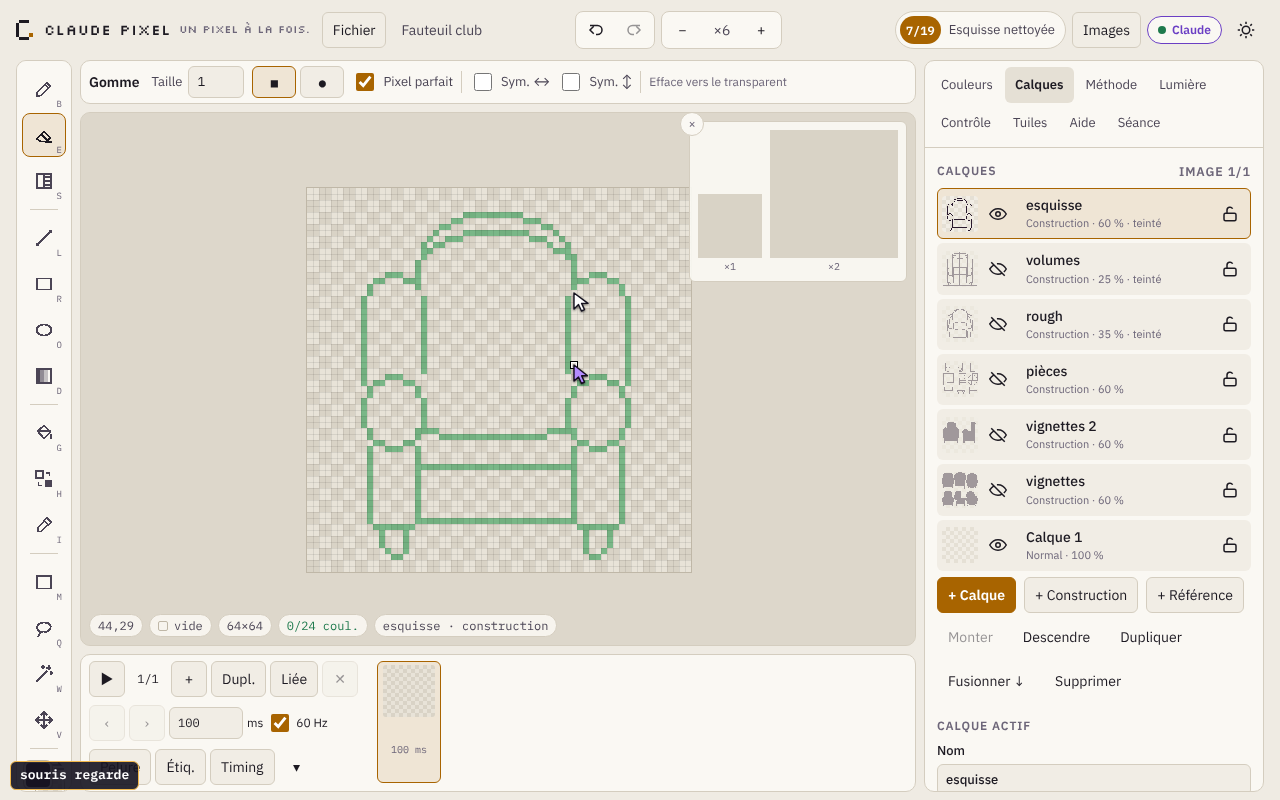 CLAUDE PIXEL UN PIXEL À LA FOIS. Fichier Fauteuil club − ×6 + 7/19 Esquisse nettoyée Images Claude
Gomme Taille 1 Pixel parfait Sym. Sym. Efface vers le transparent
B
E
S
L
R
O
D
G
H
I
M
Q
W
V
×
×1 ×2
44,29 vide 64×64 0/24 coul. esquisse · construction
1/1 + Dupl. Liée ×
‹ › 100 ms 60 Hz
Étiq. Timing
100 ms
souris regarde
Couleurs Calques Méthode Lumière
Contrôle Tuiles Aide Séance
CALQUES IMAGE 1/1
esquisse
Construction · 60 % · teinté
volumes
Construction · 25 % · teinté
rough
Construction · 35 % · teinté
pièces
Construction · 60 %
vignettes 2
Construction · 60 %
vignettes
Construction · 60 %
Calque 1
Normal · 100 %
+ Calque + Construction + Référence
Monter Descendre Dupliquer
Fusionner ↓ Supprimer
CALQUE ACTIF
Nom
esquisse